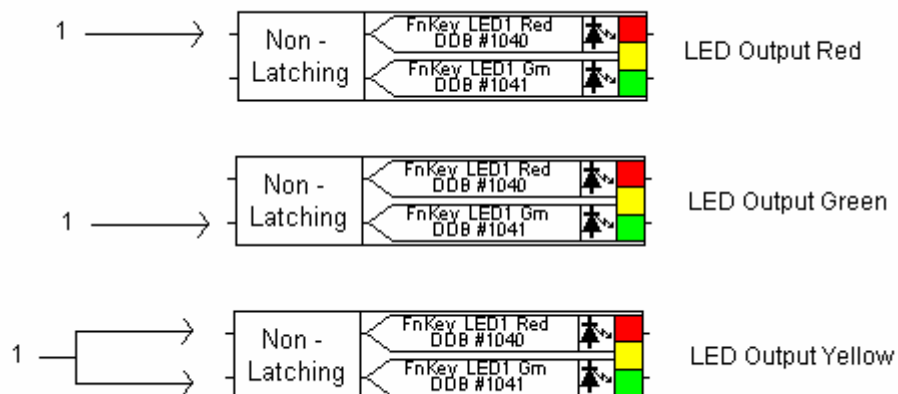 1
Non -
Latching
FnKey LED1 Red
DDB #1040
FnKey LED1 Grn
DDB #1041
LED Output Red
1
Non -
Latching
FnKey LED1 Red
DDB #1040
FnKey LED1 Grn
DDB #1041
LED Output Green
1
Non -
Latching
FnKey LED1 Red
DDB #1040
FnKey LED1 Grn
DDB #1041
LED Output Yellow